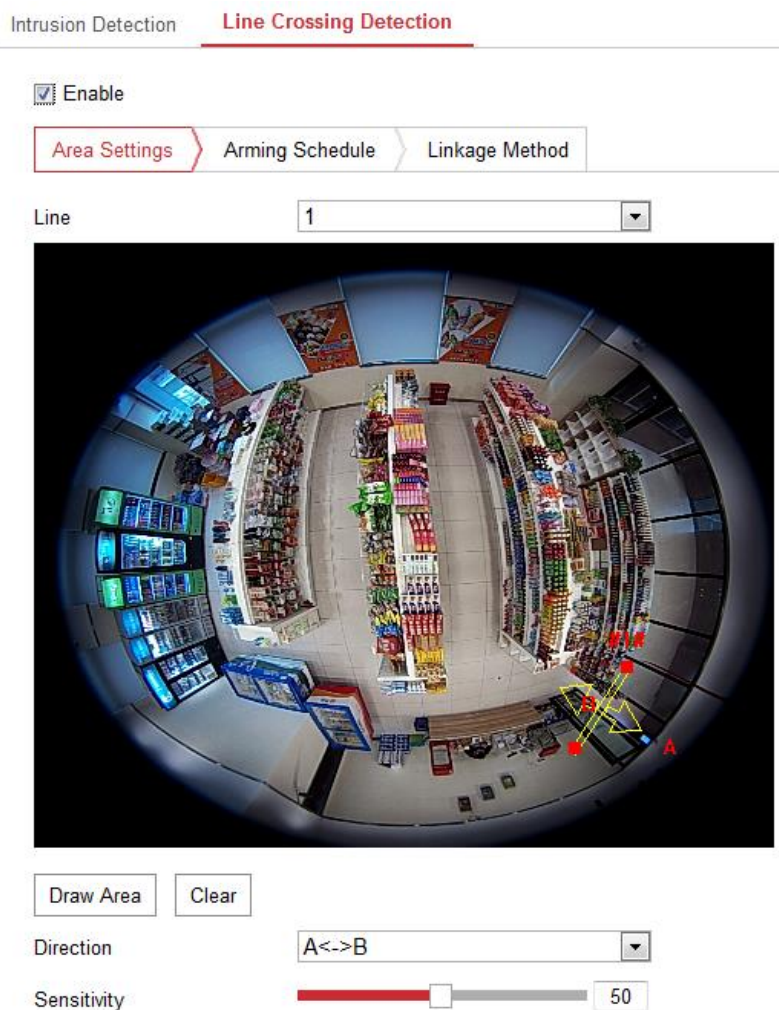 Intrusion Detection Line Crossing Detection
Enable
Area Settings Arming Schedule Linkage Method
Line 1
#1#
A
Draw Area Clear
Direction A<->B
Sensitivity 50